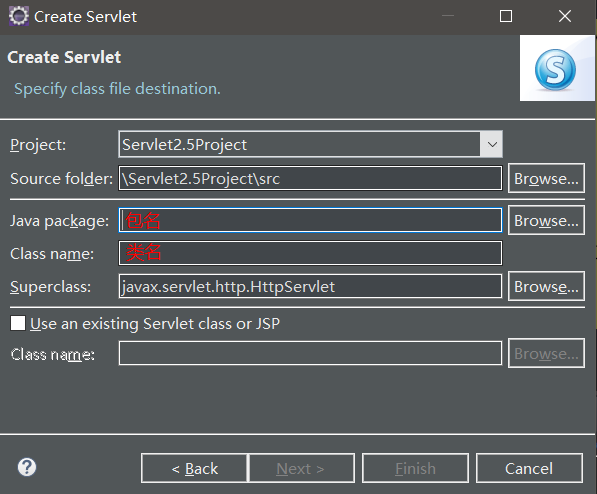 Create Servlet
Create Servlet
S
Specify class file destination.
Project: Servlet2.5Project
Source folder: \Servlet2.5Project\src Browse...
Java package: 包名 Browse...
Class name: 类名
Superclass: javax.servlet.http.HttpServlet Browse...
Use an existing Servlet class or JSP
Class name: Browse...
? < Back Next > Finish Cancel